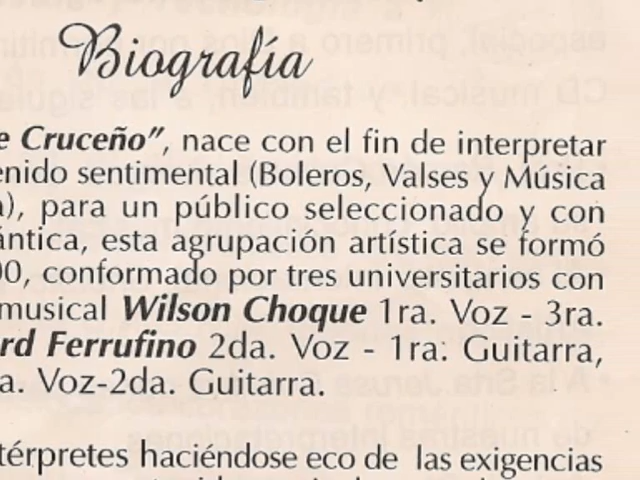 Biografía
e Cruceño", nace con el fin de interpretar
enido sentimental (Boleros, Valses y Música
a), para un público seleccionado y con
ántica, esta agrupación artística se formó
00, conformado por tres universitarios con
musical Wilson Choque 1ra. Voz - 3ra.
rd Ferrufino 2da. Voz - 1ra. Guitarra,
a. Voz-2da. Guitarra.
térpretes haciéndose eco de las exigencias